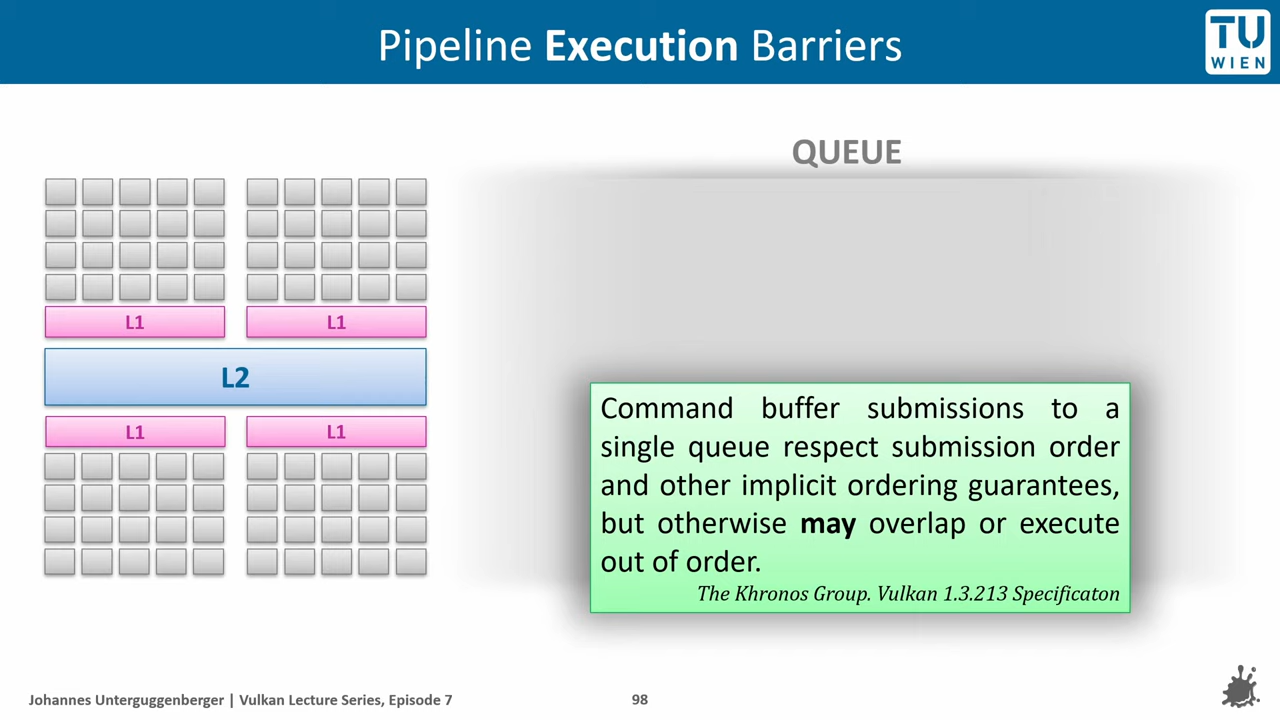 Pipeline Execution Barriers
TU
WIEN
QUEUE
L1
L1
L2
L1
L1
Command buffer submissions to a
single queue respect submission order
and other implicit ordering guarantees,
but otherwise may overlap or execute
out of order.
The Khronos Group. Vulkan 1.3.213 Specificaton
Johannes Unterguggenberger | Vulkan Lecture Series, Episode 7
98